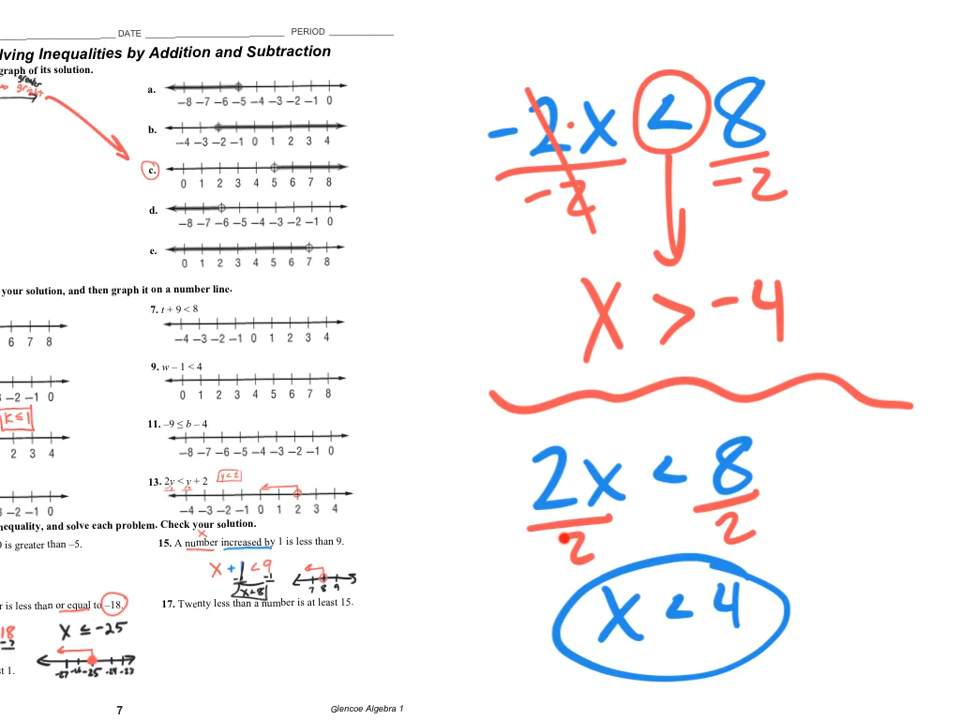 DATE PERIOD
lving Inequalities by Addition and Subtraction
graph of its solution.
greater
a.
–8 –7 –6 –5 –4 –3 –2 –1 0
b.
–4 –3 –2 –1 0 1 2 3 4
c.
0 1 2 3 4 5 6 7 8
d.
–8 –7 –6 –5 –4 –3 –2 –1 0
e.
0 1 2 3 4 5 6 7 8
your solution, and then graph it on a number line.
7. t + 9 < 8
6 7 8
–4 –3 –2 –1 0 1 2 3 4
9. w – 1 < 4
–2 –1 0
0 1 2 3 4 5 6 7 8
K ≤ 1
11. –9 ≤ b – 4
2 3 4
–8 –7 –6 –5 –4 –3 –2 –1 0
13. 2y < y + 2 y < 2
–2 –1 0
–4 –3 –2 –1 0 1 2 3 4
nequality, and solve each problem. Check your solution.
x
is greater than –5.
15. A number increased by 1 is less than 9.
x + 1 < 9
–1 –1
x < 8
7 8 9
r is less than or equal to –18.
17. Twenty less than a number is at least 15.
18
x ≤ -25
-25
t 1.
7
Glencoe Algebra 1
-2·x < 8
-2 -2
x > -4
2x < 8
2 2
x < 4